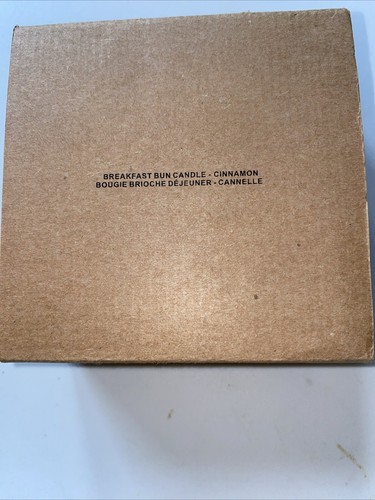 BREAKFAST BUN CANDLE - CINNAMON
BOUGIE BRIOCHE DÉJEUNER - CANNELLE